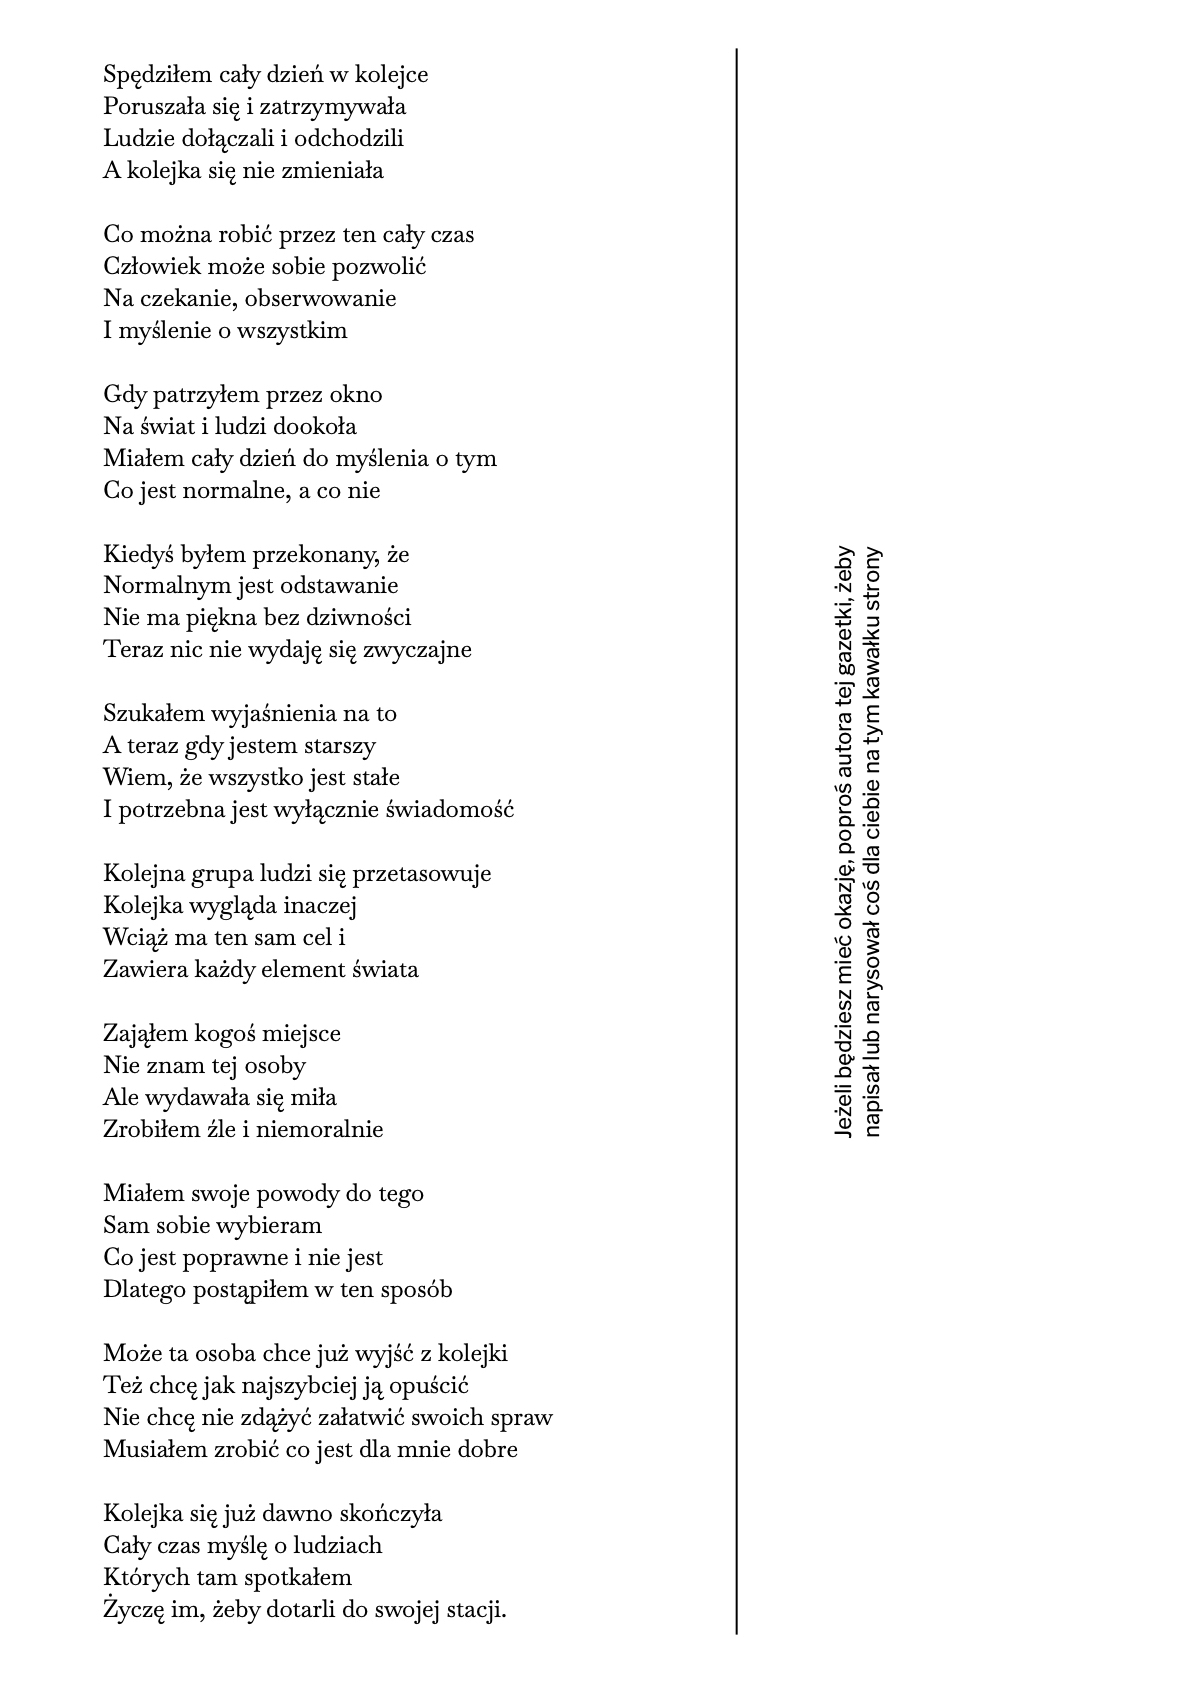 Spędziłem cały dzień w kolejce
Poruszała się i zatrzymywała
Ludzie dołączali i odchodzili
A kolejka się nie zmieniała

Co można robić przez ten cały czas
Człowiek może sobie pozwolić
Na czekanie, obserwowanie
I myślenie o wszystkim

Gdy patrzyłem przez okno
Na świat i ludzi dookoła
Miałem cały dzień do myślenia o tym
Co jest normalne, a co nie

Kiedyś byłem przekonany, że
Normalnym jest odstawanie
Nie ma piękna bez dziwności
Teraz nic nie wydaję się zwyczajne

Szukałem wyjaśnienia na to
A teraz gdy jestem starszy
Wiem, że wszystko jest stałe
I potrzebna jest wyłącznie świadomość

Kolejna grupa ludzi się przetasowuje
Kolejka wygląda inaczej
Wciąż ma ten sam cel i
Zawiera każdy element świata

Zająłem kogoś miejsce
Nie znam tej osoby
Ale wydawała się miła
Zrobiłem źle i niemoralnie

Miałem swoje powody do tego
Sam sobie wybieram
Co jest poprawne i nie jest
Dlatego postąpiłem w ten sposób

Może ta osoba chce już wyjść z kolejki
Też chcę jak najszybciej ją opuścić
Nie chcę nie zdążyć załatwić swoich spraw
Musiałem zrobić co jest dla mnie dobre

Kolejka się już dawno skończyła
Cały czas myślę o ludziach
Których tam spotkałem
Życzę im, żeby dotarli do swojej stacji.

Jeżeli będziesz mieć okazję, poproś autora tej gazetki, żeby
napisał lub narysował coś dla ciebie na tym kawałku strony